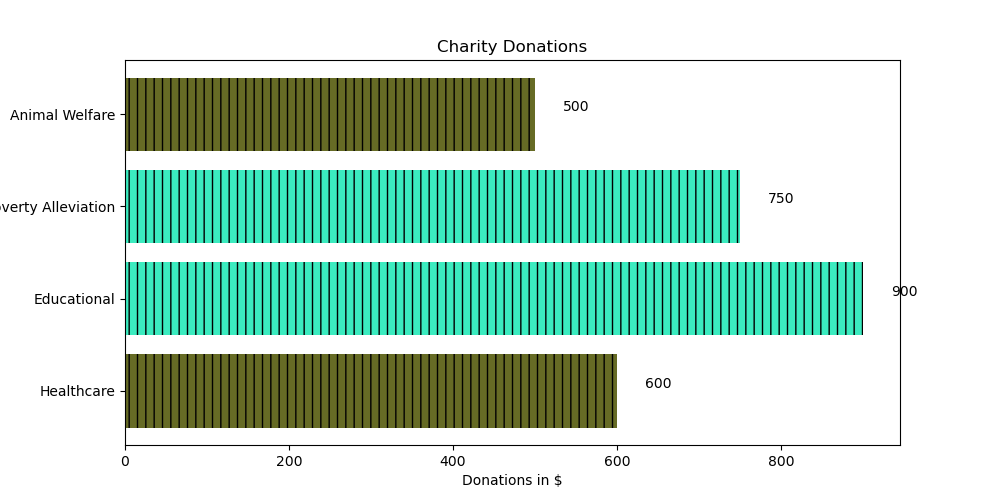 Charity Donations
Animal Welfare
500
overty Alleviation
750
Educational
900
Healthcare
600
0 200 400 600 800
Donations in $